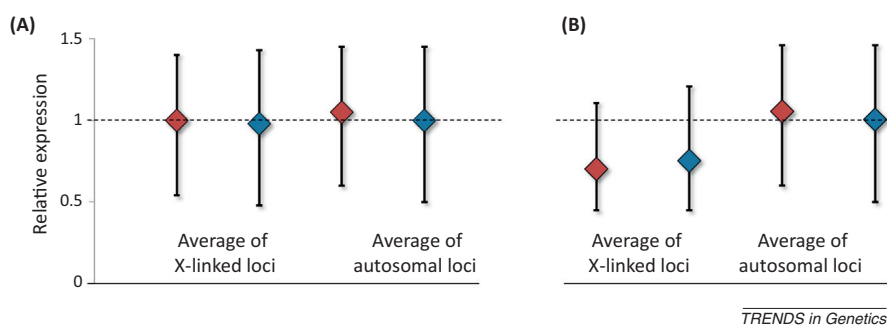 (A)
1.5
1
0.5
0
Relative expression
Average of
X-linked loci
Average of
autosomal loci
(B)
Average of
X-linked loci
Average of
autosomal loci
TRENDS in Genetics